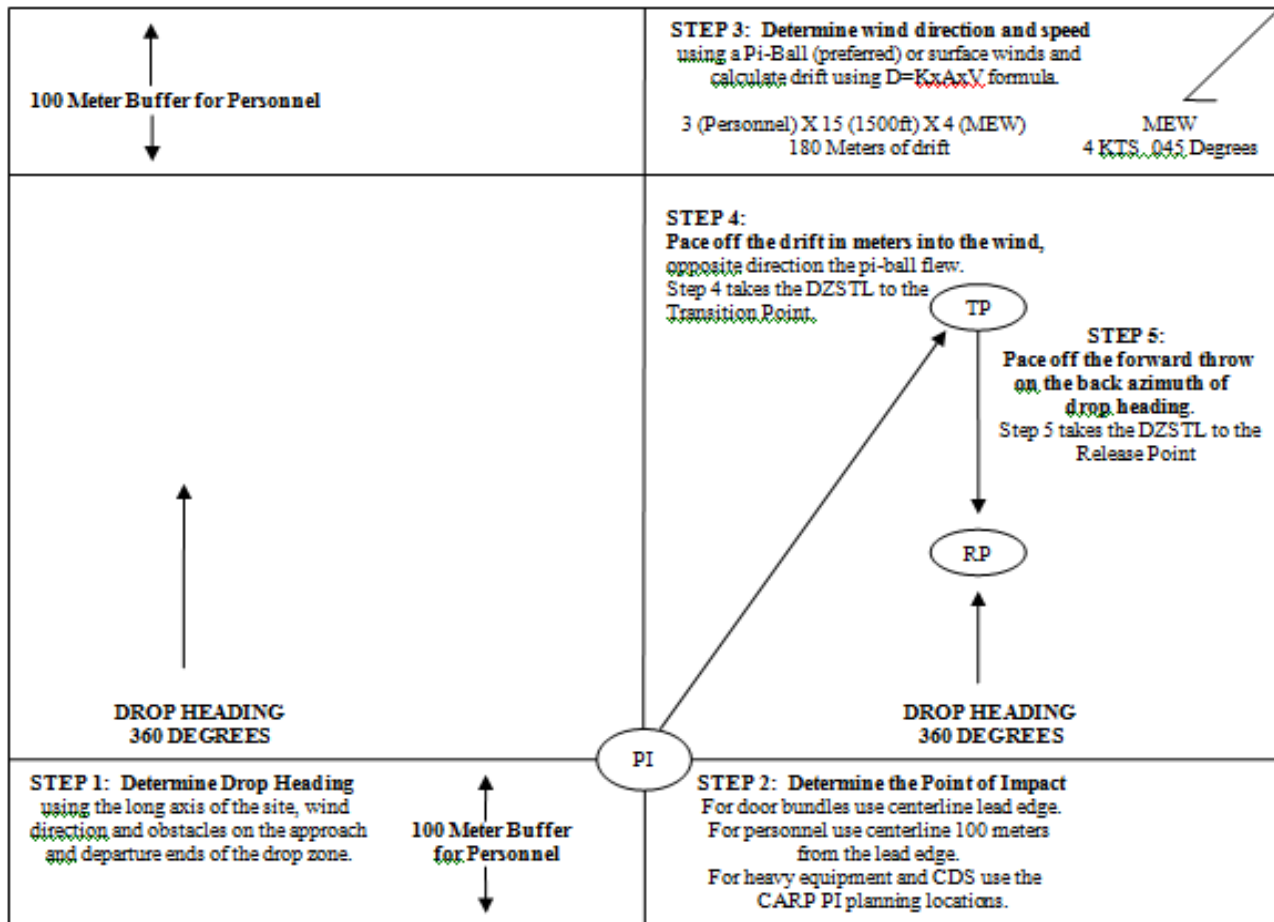 100 Meter Buffer for Personnel
STEP 3: Determine wind direction and speed
using a Pi-Ball (preferred) or surface winds and
calculate drift using D=KxAxV formula.
3 (Personnel) X 15 (1500ft) X 4 (MEW)
180 Meters of drift
MEW
4 KTS 045 Degrees
STEP 4:
Pace off the drift in meters into the wind,
opposite direction the pi-ball flew.
Step 4 takes the DZSTL to the
Transition Point.
TP
STEP 5:
Pace off the forward throw
on the back azimuth of
drop heading.
Step 5 takes the DZSTL to the
Release Point
RP
DROP HEADING
360 DEGREES
DROP HEADING
360 DEGREES
PI
STEP 1: Determine Drop Heading
using the long axis of the site, wind
direction and obstacles on the approach
and departure ends of the drop zone.
100 Meter Buffer
for Personnel
STEP 2: Determine the Point of Impact
For door bundles use centerline lead edge.
For personnel use centerline 100 meters
from the lead edge.
For heavy equipment and CDS use the
CARP PI planning locations.